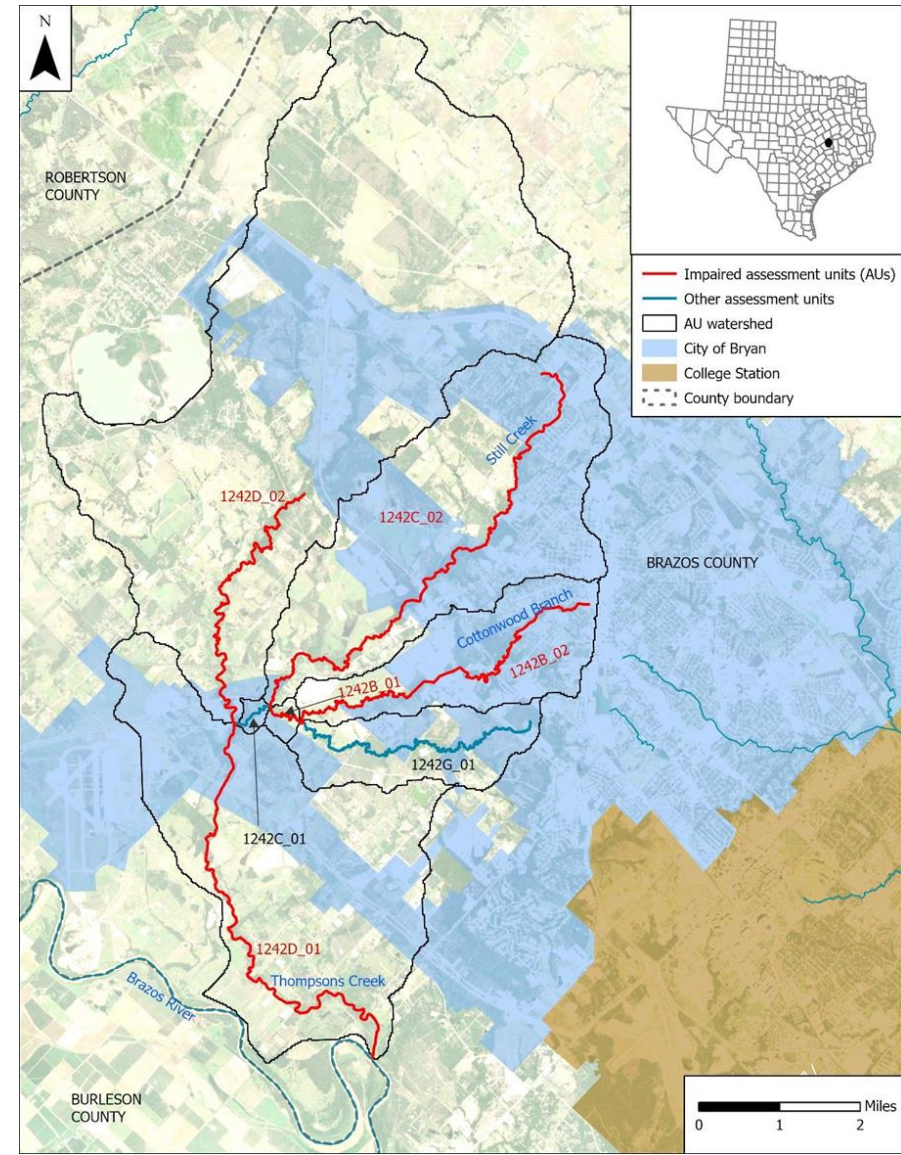 N
ROBERTSON
COUNTY
Impaired assessment units (AUs)
Other assessment units
AU watershed
City of Bryan
College Station
County boundary
Still Creek
1242D_02
1242C_02
BRAZOS COUNTY
Cottonwood Branch
1242B_02
1242B_01
1242G_01
1242C_01
1242D_01
Thompsons Creek
Brazos River
BURLESON
COUNTY
Miles
0 1 2